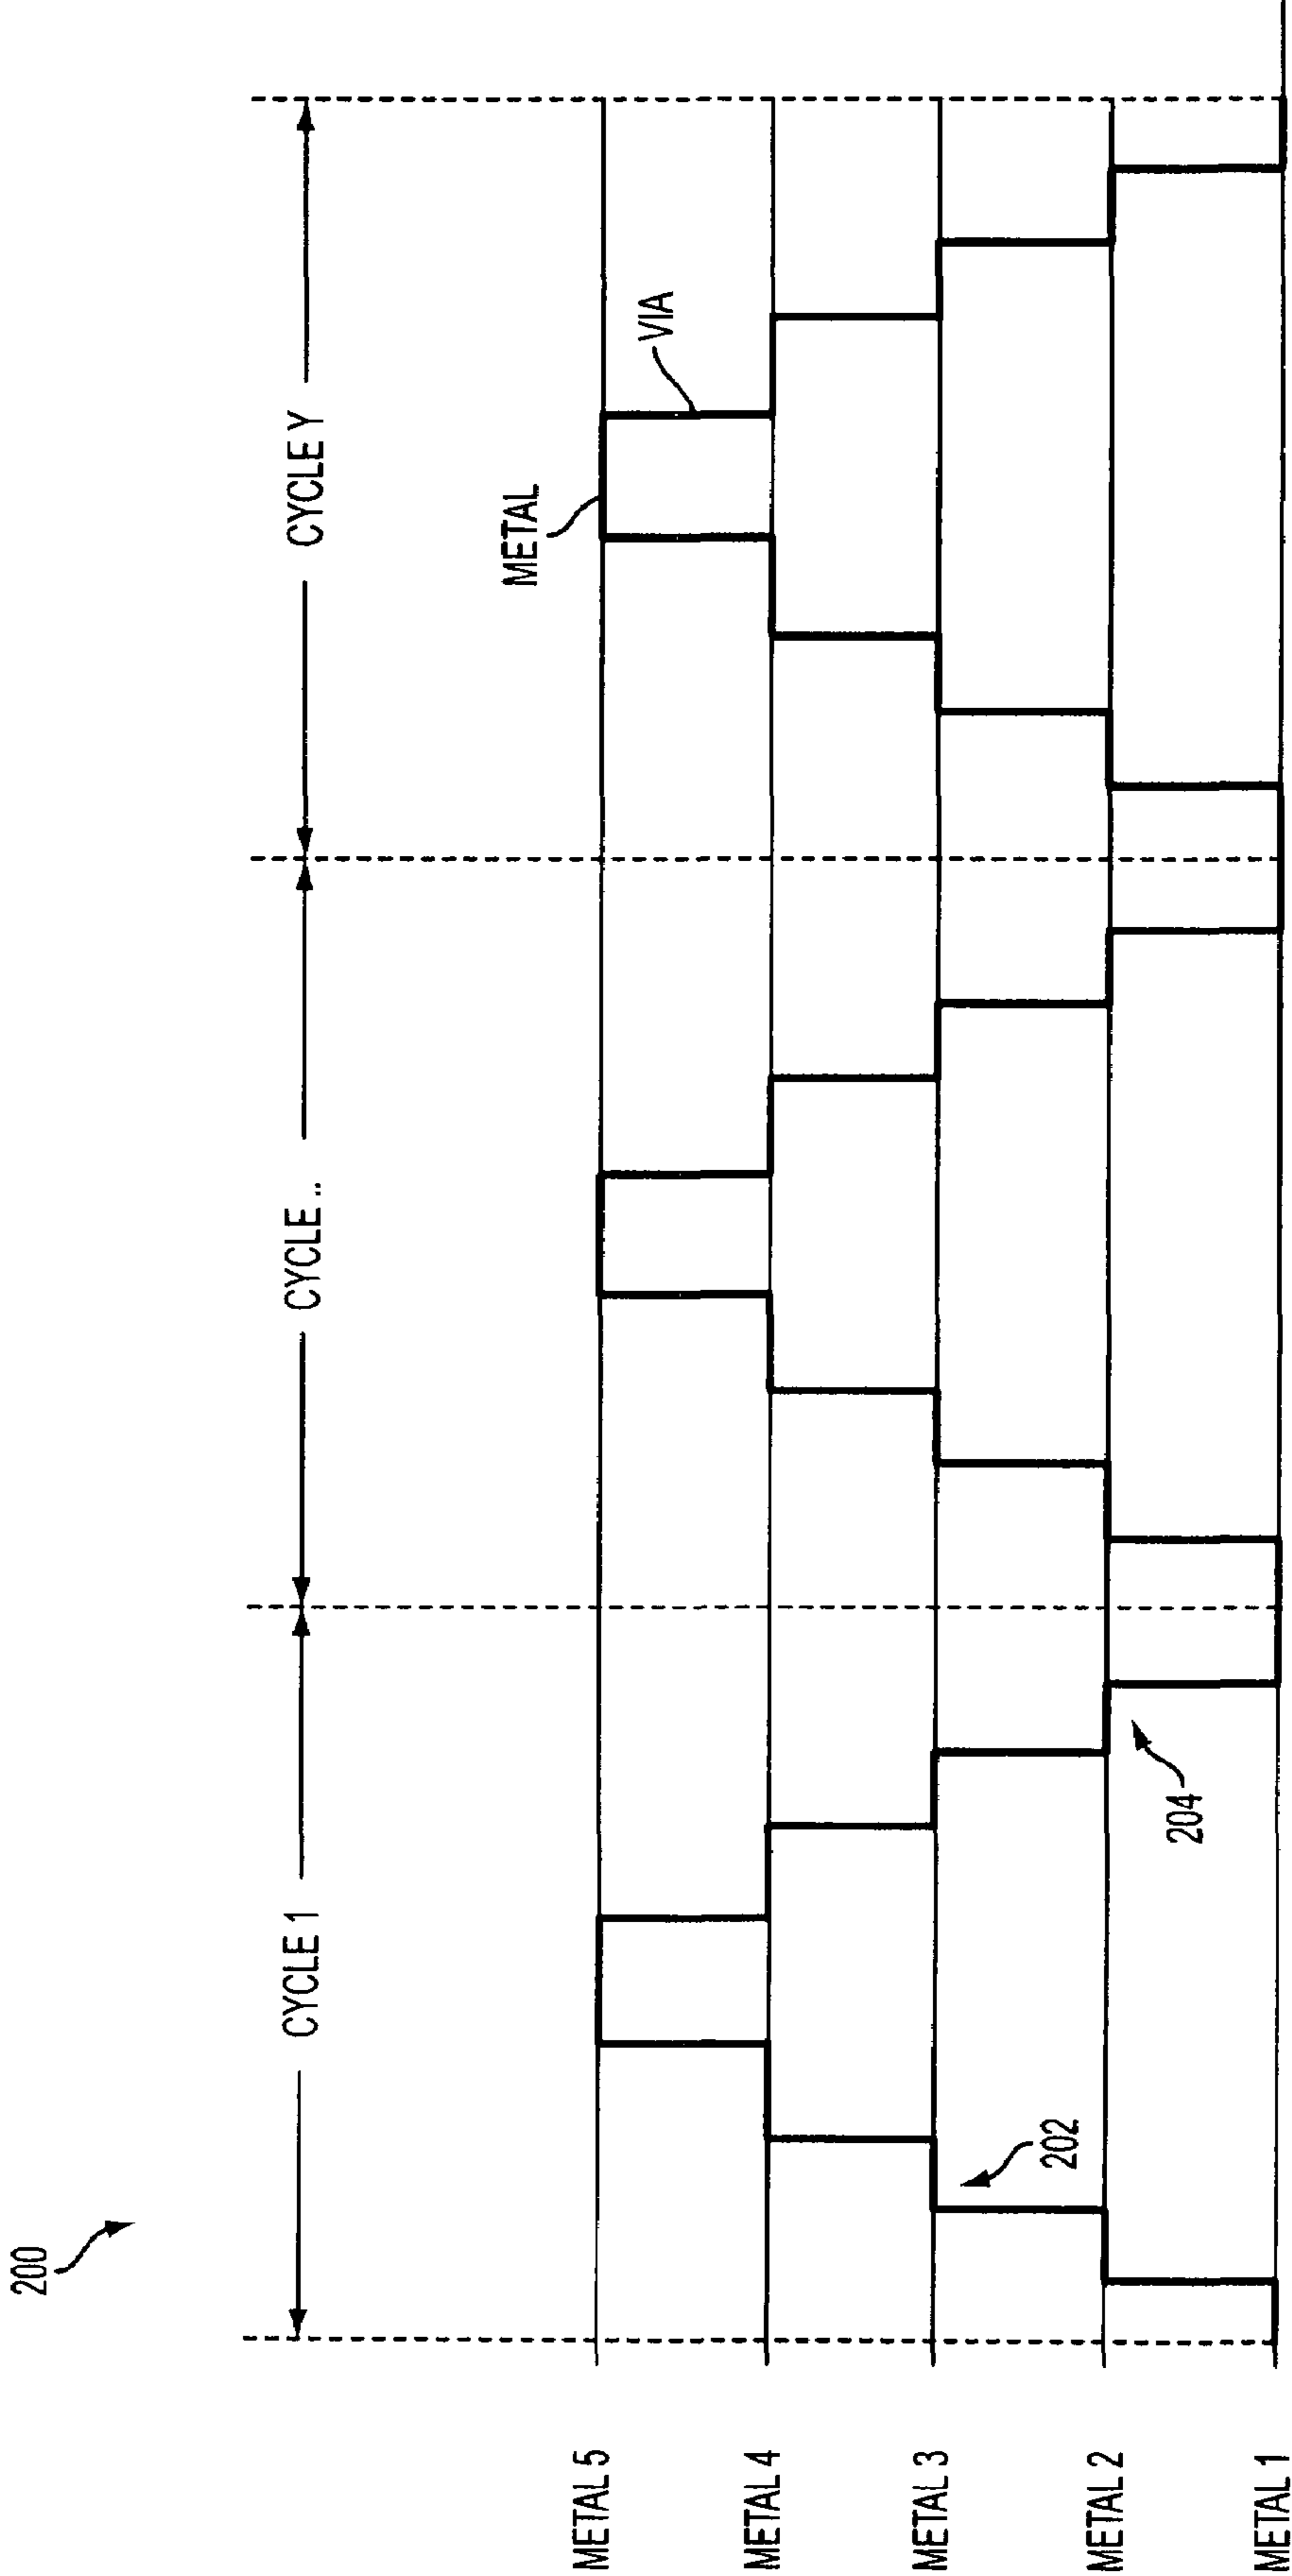 200
CYCLE 1
CYCLE ..
CYCLE Y
METAL
VIA
METAL 5
METAL 4
METAL 3
202
METAL 2
204
METAL 1